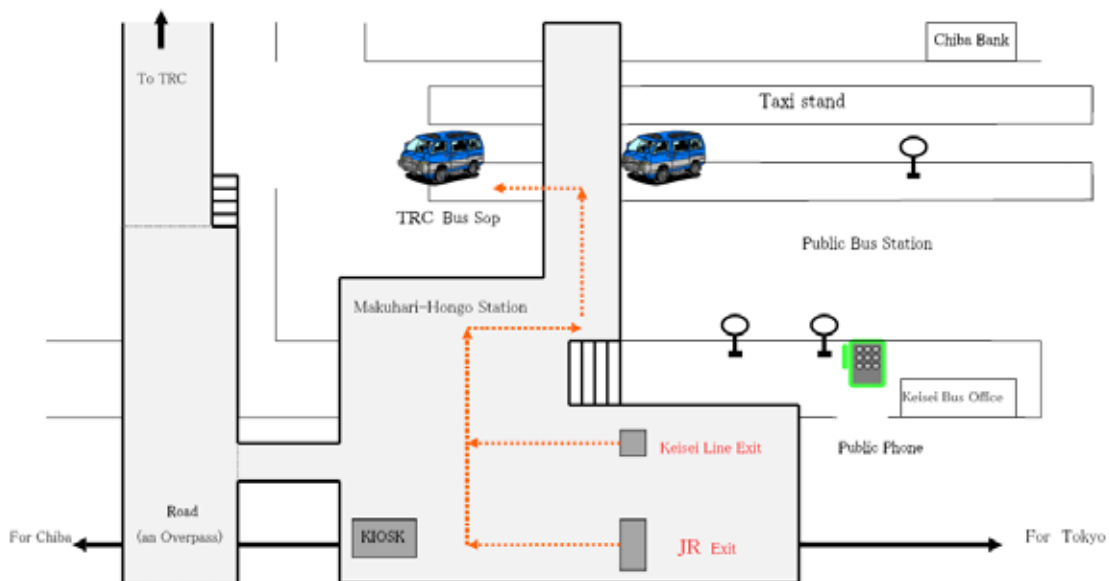 Chiba Bank
To TRC
Taxi stand
TRC Bus Sop
Public Bus Station
Makuhari-Hongo Station
Keisei Bus Office
Keisei Line Exit
Public Phone
Road
(an Overpass)
For Chiba
KIOSK
JR Exit
For Tokyo